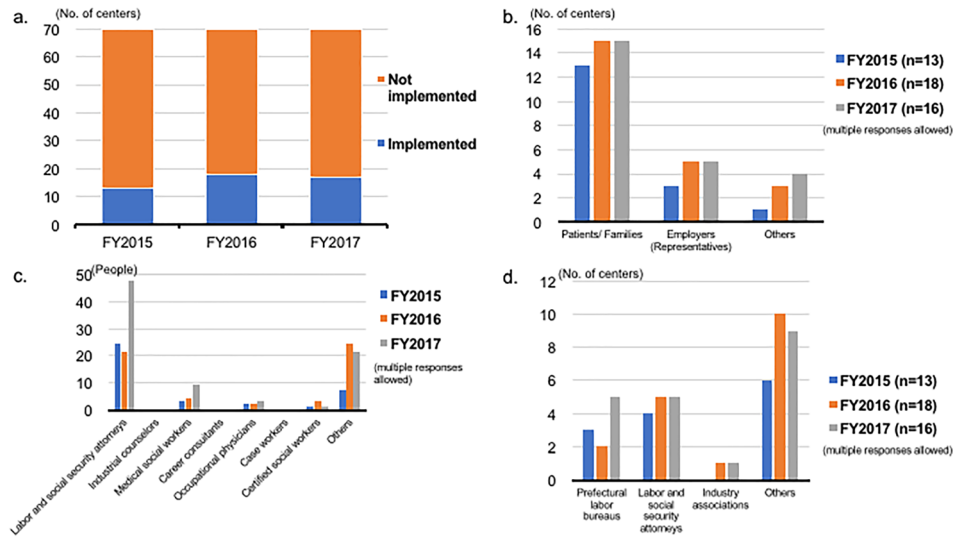 a.
(No. of centers)
70
60
50
40
30
20
10
0
FY2015
FY2016
FY2017
Not
implemented
Implemented
b.
(No. of centers)
16
14
12
10
8
6
4
2
0
Patients/ Families
Employers
(Representatives)
Others
FY2015 (n=13)
FY2016 (n=18)
FY2017 (n=16)
(multiple responses allowed)
c.
(People)
50
40
30
20
10
0
Labor and social security attorneys
Industrial counselors
Medical social workers
Career consultants
Occupational physicians
Case workers
Certified social workers
Others
FY2015
FY2016
FY2017
(multiple responses
allowed)
d.
(No. of centers)
12
10
8
6
4
2
0
Prefectural
labor
bureaus
Labor and
social
security
attorneys
Industry
associations
Others
FY2015 (n=13)
FY2016 (n=18)
FY2017 (n=16)
(multiple responses allowed)